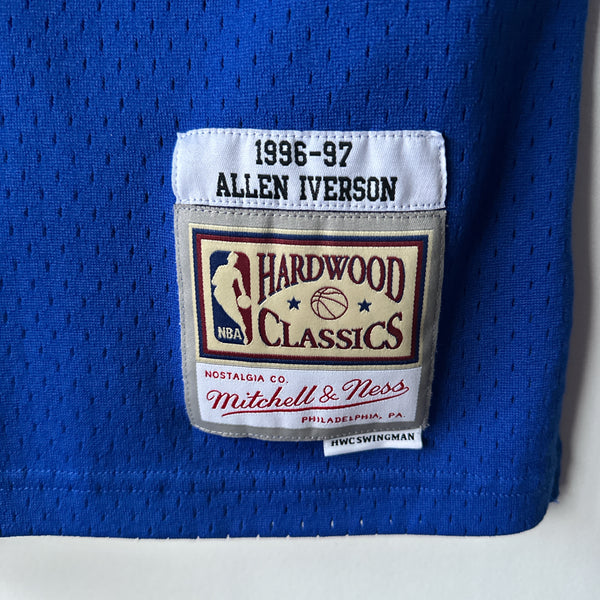 1996-97
ALLEN IVERSON
HARDWOOD
CLASSICS
NBA
NOSTALGIA CO.
Mitchell & Ness
PHILADELPHIA, PA.
HWCSWINGMAN